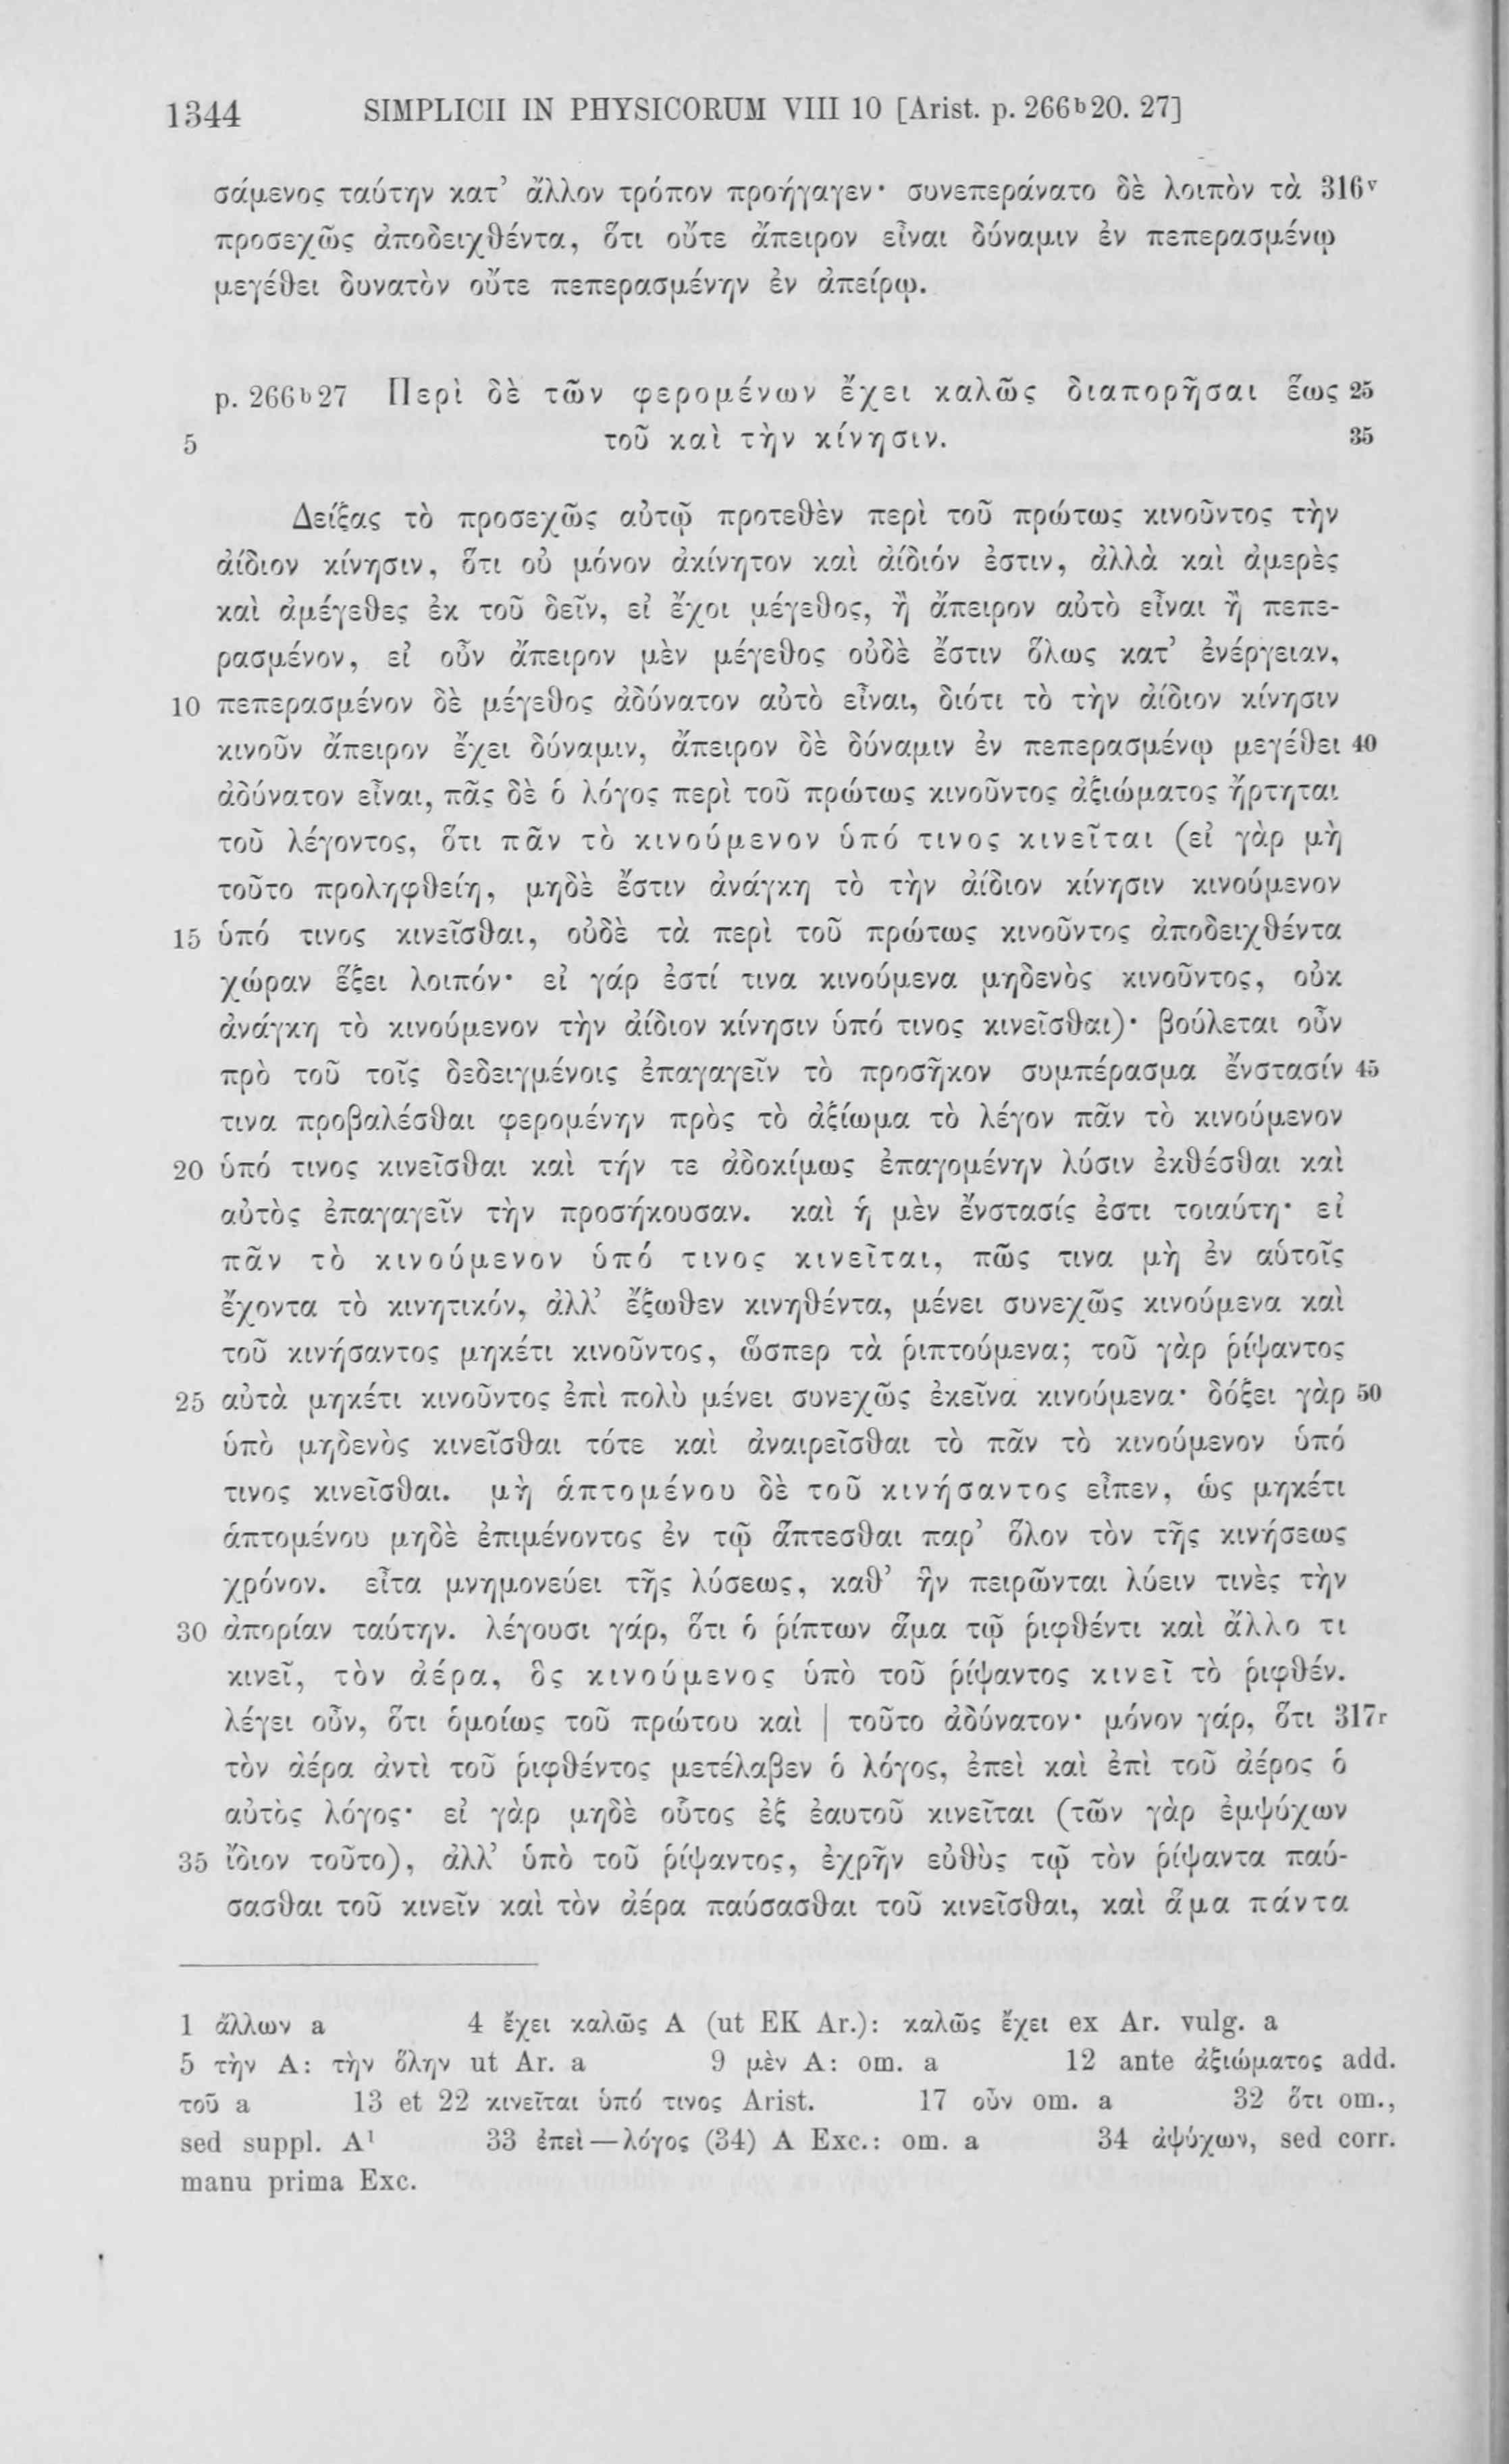 1344 SIMPLICII IN PHYSICORUM VIII 10 [Arist. p. 266b20. 27]
σάμενος ταύτην κατ’ ἄλλον τρόπον προήγαγεν· συνεπεράνατο δὲ λοιπὸν τὰ 316v
προσεχῶς ἀποδειχθέντα, ὅτι οὔτε ἄπειρον εἶναι δύναμιν ἐν πεπερασμένῳ
μεγέθει δυνατὸν οὔτε πεπερασμένην ἐν ἀπείρῳ.
p. 266b27 Περὶ δὲ τῶν φερομένων ἔχει καλῶς διαπορῆσαι ἕως 25
5 τοῦ καὶ τὴν κίνησιν. 35
Δείξας τὸ προσεχῶς αὐτῷ προτεθὲν περὶ τοῦ πρώτως κινοῦντος τὴν
ἀίδιον κίνησιν, ὅτι οὐ μόνον ἀκίνητον καὶ ἀίδιόν ἐστιν, ἀλλὰ καὶ ἀμερὲς
καὶ ἀμέγεθες ἐκ τοῦ δεῖν, εἰ ἔχοι μέγεθος, ἢ ἄπειρον αὐτὸ εἶναι ἢ πεπε-
ρασμένον, εἰ οὖν ἄπειρον μὲν μέγεθος οὐδὲ ἔστιν ὅλως κατ’ ἐνέργειαν,
10 πεπερασμένον δὲ μέγεθος ἀδύνατον αὐτὸ εἶναι, διότι τὸ τὴν ἀίδιον κίνησιν
κινοῦν ἄπειρον ἔχει δύναμιν, ἄπειρον δὲ δύναμιν ἐν πεπερασμένῳ μεγέθει 40
ἀδύνατον εἶναι, πᾶς δὲ ὁ λόγος περὶ τοῦ πρώτως κινοῦντος ἀξιώματος ἤρτηται
τοῦ λέγοντος, ὅτι πᾶν τὸ κινούμενον ὑπό τινος κινεῖται (εἰ γὰρ μὴ
τοῦτο προληφθείη, μηδὲ ἔστιν ἀνάγκη τὸ τὴν ἀίδιον κίνησιν κινούμενον
15 ὑπό τινος κινεῖσθαι, οὐδὲ τὰ περὶ τοῦ πρώτως κινοῦντος ἀποδειχθέντα
χώραν ἕξει λοιπόν· εἰ γάρ ἐστί τινα κινούμενα μηδενὸς κινοῦντος, οὐκ
ἀνάγκη τὸ κινούμενον τὴν ἀίδιον κίνησιν ὑπό τινος κινεῖσθαι)· βούλεται οὖν
πρὸ τοῦ τοῖς δεδειγμένοις ἐπαγαγεῖν τὸ προσῆκον συμπέρασμα ἔνστασίν 45
τινα προβαλέσθαι φερομένην πρὸς τὸ ἀξίωμα τὸ λέγον πᾶν τὸ κινούμενον
20 ὑπό τινος κινεῖσθαι καὶ τήν τε ἀδοκίμως ἐπαγομένην λύσιν ἐκθέσθαι καὶ
αὐτὸς ἐπαγαγεῖν τὴν προσήκουσαν. καὶ ἡ μὲν ἔνστασίς ἐστι τοιαύτη· εἰ
πᾶν τὸ κινούμενον ὑπό τινος κινεῖται, πῶς τινα μὴ ἐν αὑτοῖς
ἔχοντα τὸ κινητικόν, ἀλλ’ ἔξωθεν κινηθέντα, μένει συνεχῶς κινούμενα καὶ
τοῦ κινήσαντος μηκέτι κινοῦντος, ὥσπερ τὰ ῥιπτούμενα; τοῦ γὰρ ῥίψαντος
25 αὐτὰ μηκέτι κινοῦντος ἐπὶ πολὺ μένει συνεχῶς ἐκεῖνα κινούμενα· δόξει γὰρ 50
ὑπὸ μηδενὸς κινεῖσθαι τότε καὶ ἀναιρεῖσθαι τὸ πᾶν τὸ κινούμενον ὑπό
τινος κινεῖσθαι. μὴ ἁπτομένου δὲ τοῦ κινήσαντος εἶπεν, ὡς μηκέτι
ἁπτομένου μηδὲ ἐπιμένοντος ἐν τῷ ἅπτεσθαι παρ’ ὅλον τὸν τῆς κινήσεως
χρόνον. εἶτα μνημονεύει τῆς λύσεως, καθ’ ἣν πειρῶνται λύειν τινὲς τὴν
30 ἀπορίαν ταύτην. λέγουσι γάρ, ὅτι ὁ ῥίπτων ἅμα τῷ ῥιφθέντι καὶ ἄλλο τι
κινεῖ, τὸν ἀέρα, ὃς κινούμενος ὑπὸ τοῦ ῥίψαντος κινεῖ τὸ ῥιφθέν.
λέγει οὖν, ὅτι ὁμοίως τοῦ πρώτου καὶ | τοῦτο ἀδύνατον· μόνον γάρ, ὅτι 317r
τὸν ἀέρα ἀντὶ τοῦ ῥιφθέντος μετέλαβεν ὁ λόγος, ἐπεὶ καὶ ἐπὶ τοῦ ἀέρος ὁ
αὐτὸς λόγος· εἰ γὰρ μηδὲ οὗτος ἐξ ἑαυτοῦ κινεῖται (τῶν γὰρ ἐμψύχων
35 ἴδιον τοῦτο), ἀλλ’ ὑπὸ τοῦ ῥίψαντος, ἐχρῆν εὐθὺς τῷ τὸν ῥίψαντα παύ-
σασθαι τοῦ κινεῖν καὶ τὸν ἀέρα παύσασθαι τοῦ κινεῖσθαι, καὶ ἅμα πάντα
1 ἄλλων a 4 ἔχει καλῶς A (ut EK Ar.): καλῶς ἔχει ex Ar. vulg. a
5 τὴν A: τὴν ὅλην ut Ar. a 9 μὲν A: om. a 12 ante ἀξιώματος add.
τοῦ a 13 et 22 κινεῖται ὑπό τινος Arist. 17 οὖν om. a 32 ὅτι om.,
sed suppl. A¹ 33 ἐπεὶ — λόγος (34) A Exc.: om. a 34 ἀψύχων, sed corr.
manu prima Exc.